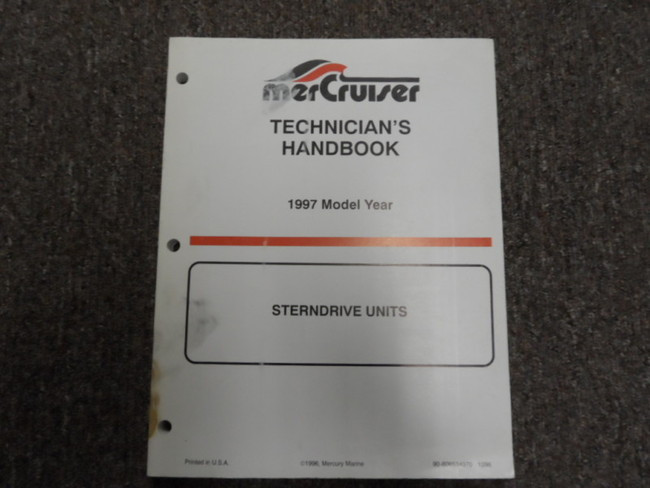 merCruiser
TECHNICIAN'S
HANDBOOK
1997 Model Year
STERNDRIVE UNITS
Printed in U.S.A.
©1996, Mercury Marine